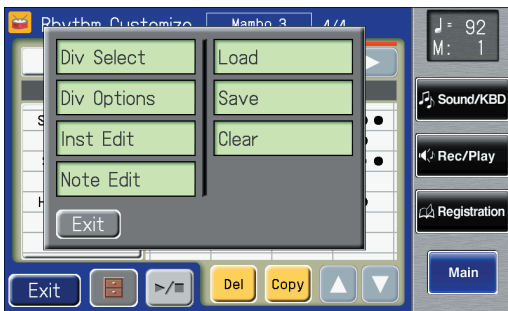 Rhythm Customize Mambo 3 4/4
♩= 92
M: 1
Div Select
Load
Div Options
Save
Inst Edit
Clear
Note Edit
Exit
S
H
Sound/KBD
Rec/Play
Registration
Main
Exit
Del
Copy